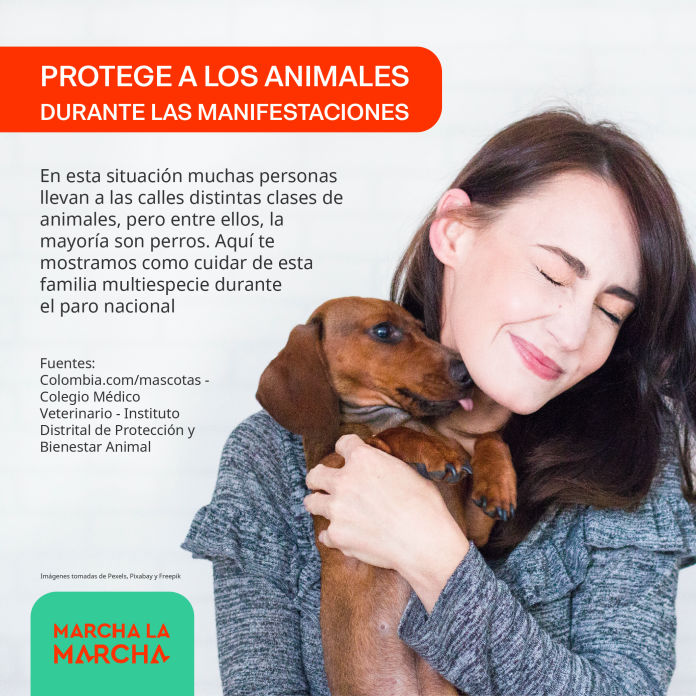 PROTEGE A LOS ANIMALES
DURANTE LAS MANIFESTACIONES
En esta situación muchas personas
llevan a las calles distintas clases de
animales, pero entre ellos, la
mayoría son perros. Aquí te
mostramos como cuidar de esta
familia multiespecie durante
el paro nacional
Fuentes:
Colombia.com/mascotas -
Colegio Médico
Veterinario - Instituto
Distrital de Protección y
Bienestar Animal
Imágenes tomadas de Pexels, Pixabay y Freepik
MARCHA LA
MARCHA